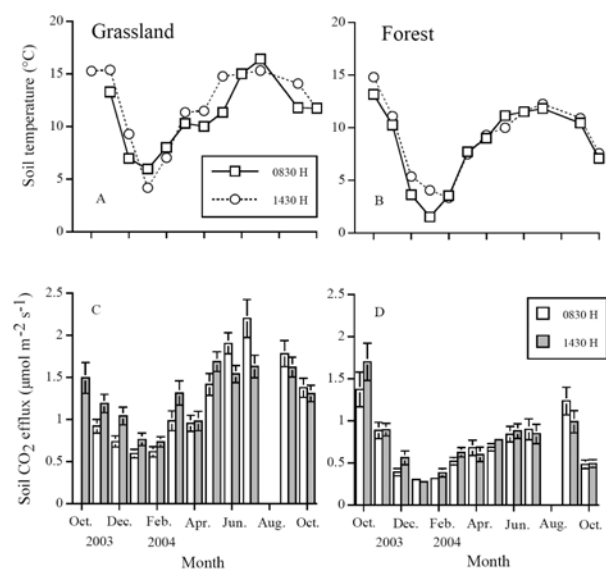 Grassland
Forest
Soil temperature (°C)
20
15
10
5
0
A
0830 H
1430 H
20
15
10
5
0
B
Soil CO2 efflux (μmol m–2 s–1)
2.5
2
1.5
1
0.5
0
C
2.5
2
1.5
1
0.5
0
D
0830 H
1430 H
Oct. Dec. Feb. Apr. Jun. Aug. Oct.
2003 2004
Month
Oct. Dec. Feb. Apr. Jun. Aug. Oct.
2003 2004
Month